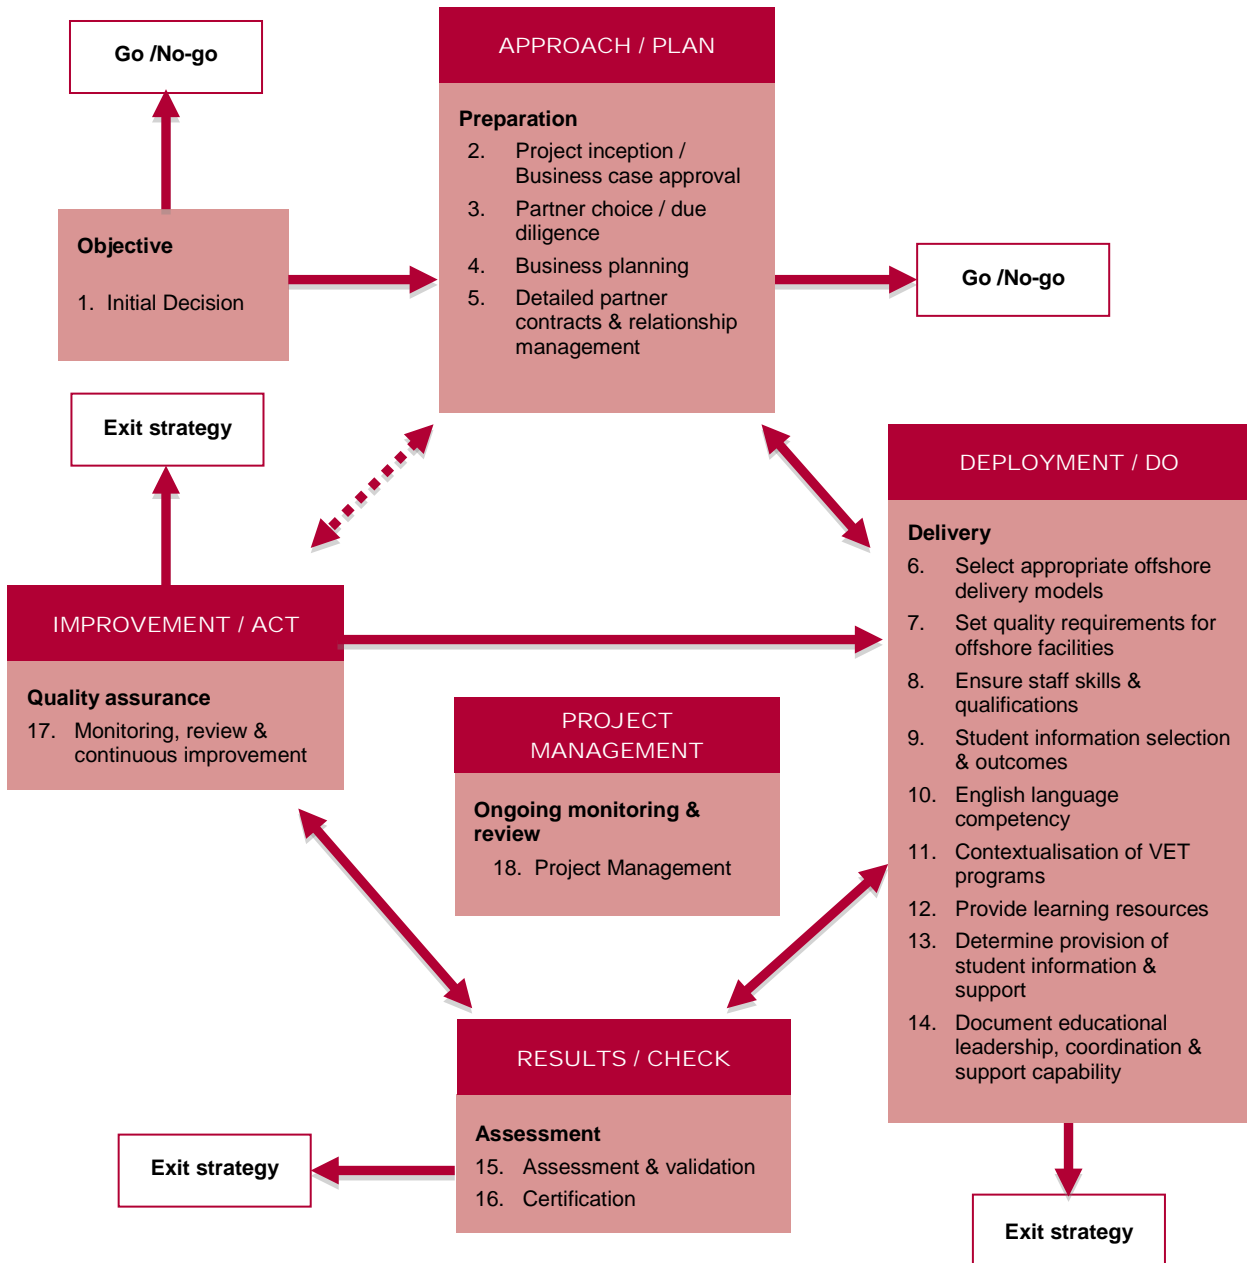 Go /No-go
APPROACH / PLAN
Preparation
2. Project inception /
Business case approval
3. Partner choice / due
diligence
4. Business planning
5. Detailed partner
contracts & relationship
management
Objective
1. Initial Decision
Go /No-go
Exit strategy
DEPLOYMENT / DO
Delivery
6. Select appropriate offshore
delivery models
7. Set quality requirements for
offshore facilities
8. Ensure staff skills &
qualifications
9. Student information selection
& outcomes
10. English language
competency
11. Contextualisation of VET
programs
12. Provide learning resources
13. Determine provision of
student information &
support
14. Document educational
leadership, coordination &
support capability
IMPROVEMENT / ACT
Quality assurance
17. Monitoring, review &
continuous improvement
PROJECT
MANAGEMENT
Ongoing monitoring &
review
18. Project Management
RESULTS / CHECK
Assessment
15. Assessment & validation
16. Certification
Exit strategy
Exit strategy